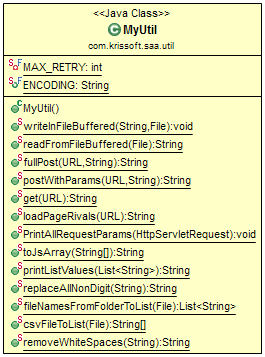 <<Java Class>>
MyUtil
com.krissoft.saa.util
MAX_RETRY: int
ENCODING: String
MyUtil()
writeInFileBuffered(String,File):void
readFromFileBuffered(File):String
fullPost(URL,String):String
postWithParams(URL,String):String
get(URL):String
loadPageRivals(URL):String
PrintAllRequestParams(HttpServletRequest):void
toJsArray(String[]):String
printListValues(List<String>):String
replaceAllNonDigit(String):String
fileNamesFromFolderToList(File):List<String>
csvFileToList(File):String[]
removeWhiteSpaces(String):String